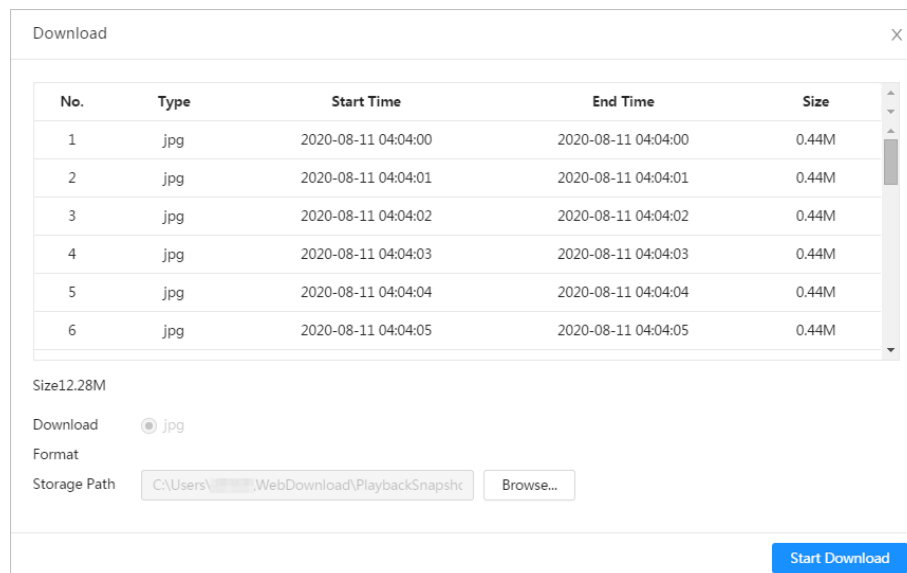 Download
No. Type Start Time End Time Size
1 jpg 2020-08-11 04:04:00 2020-08-11 04:04:00 0.44M
2 jpg 2020-08-11 04:04:01 2020-08-11 04:04:01 0.44M
3 jpg 2020-08-11 04:04:02 2020-08-11 04:04:02 0.44M
4 jpg 2020-08-11 04:04:03 2020-08-11 04:04:03 0.44M
5 jpg 2020-08-11 04:04:04 2020-08-11 04:04:04 0.44M
6 jpg 2020-08-11 04:04:05 2020-08-11 04:04:05 0.44M
Size12.28M
Download jpg
Format
Storage Path C:\Users\ WebDownload\PlaybackSnapshc Browse...
Start Download